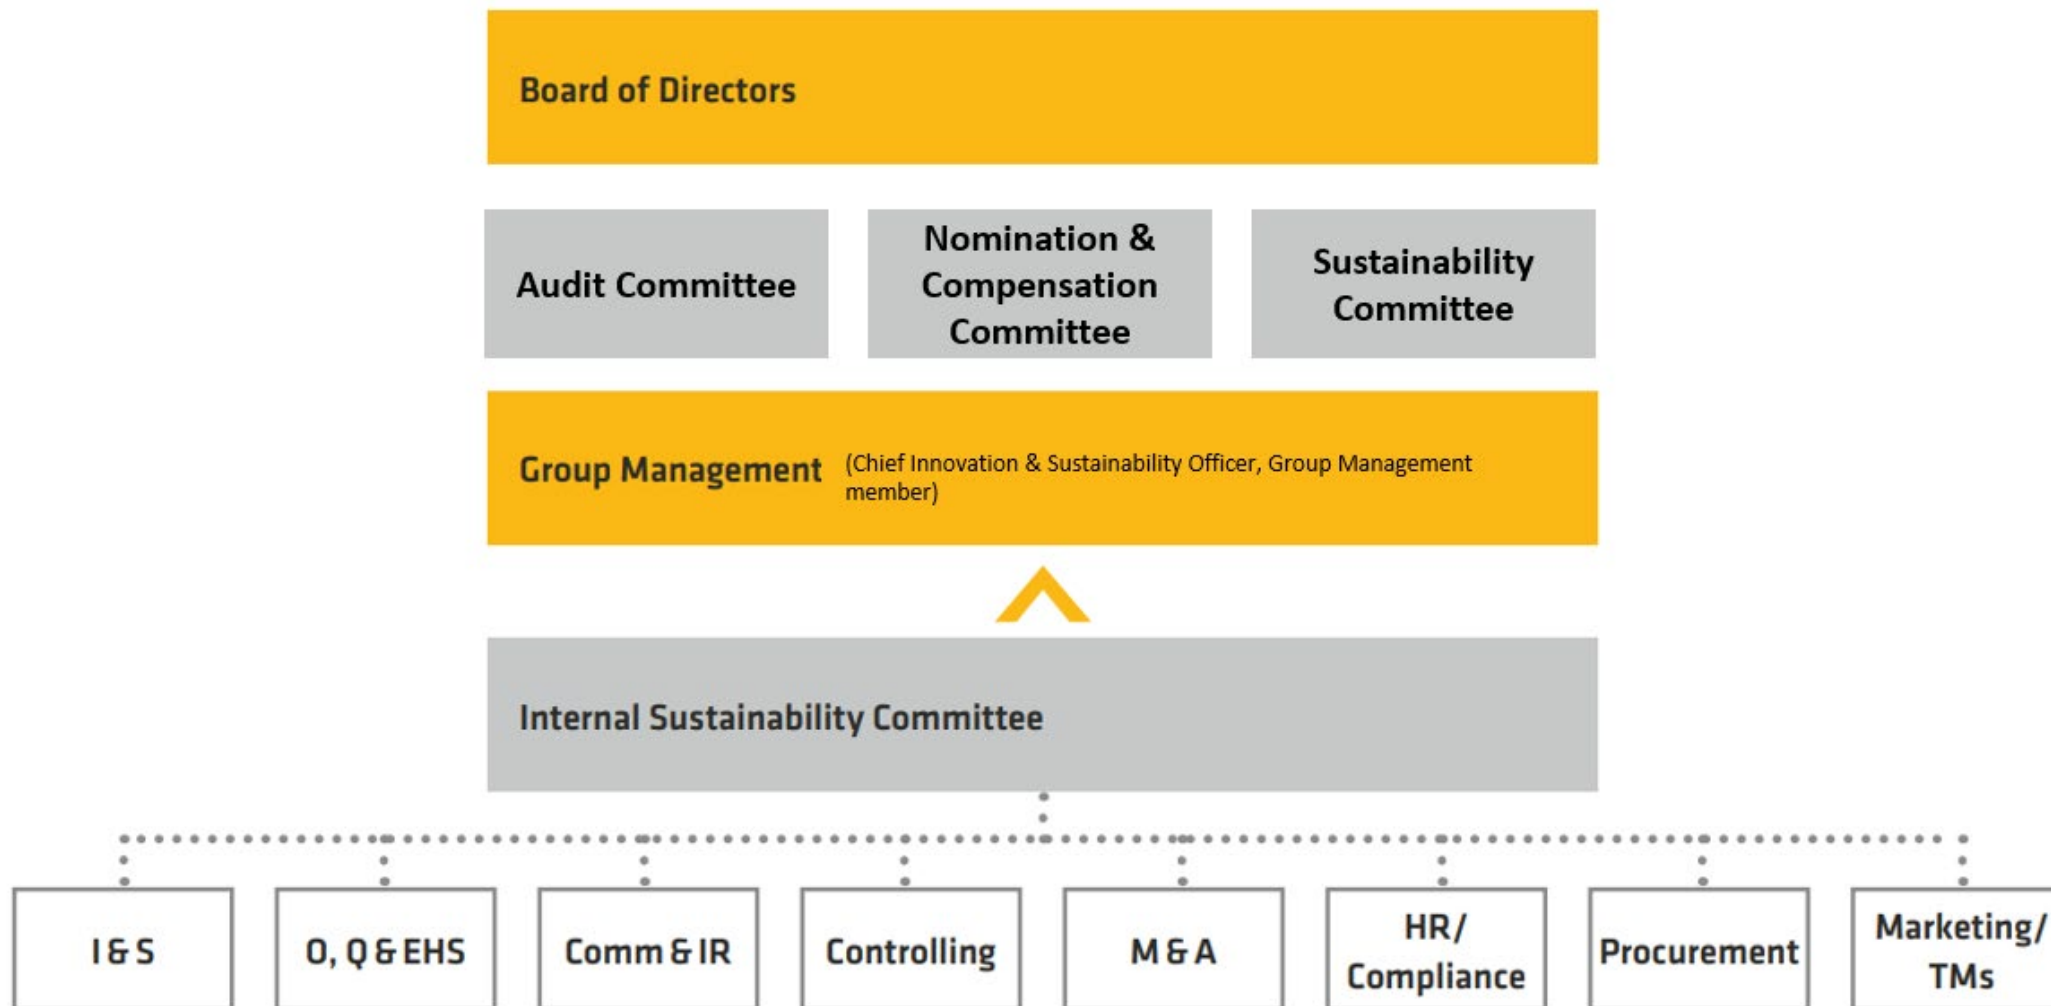 Board of Directors
Audit Committee
Nomination &
Compensation
Committee
Sustainability
Committee
Group Management
(Chief Innovation & Sustainability Officer, Group Management
member)
Internal Sustainability Committee
I & S
O, Q & EHS
Comm & IR
Controlling
M & A
HR/
Compliance
Procurement
Marketing/
TMs